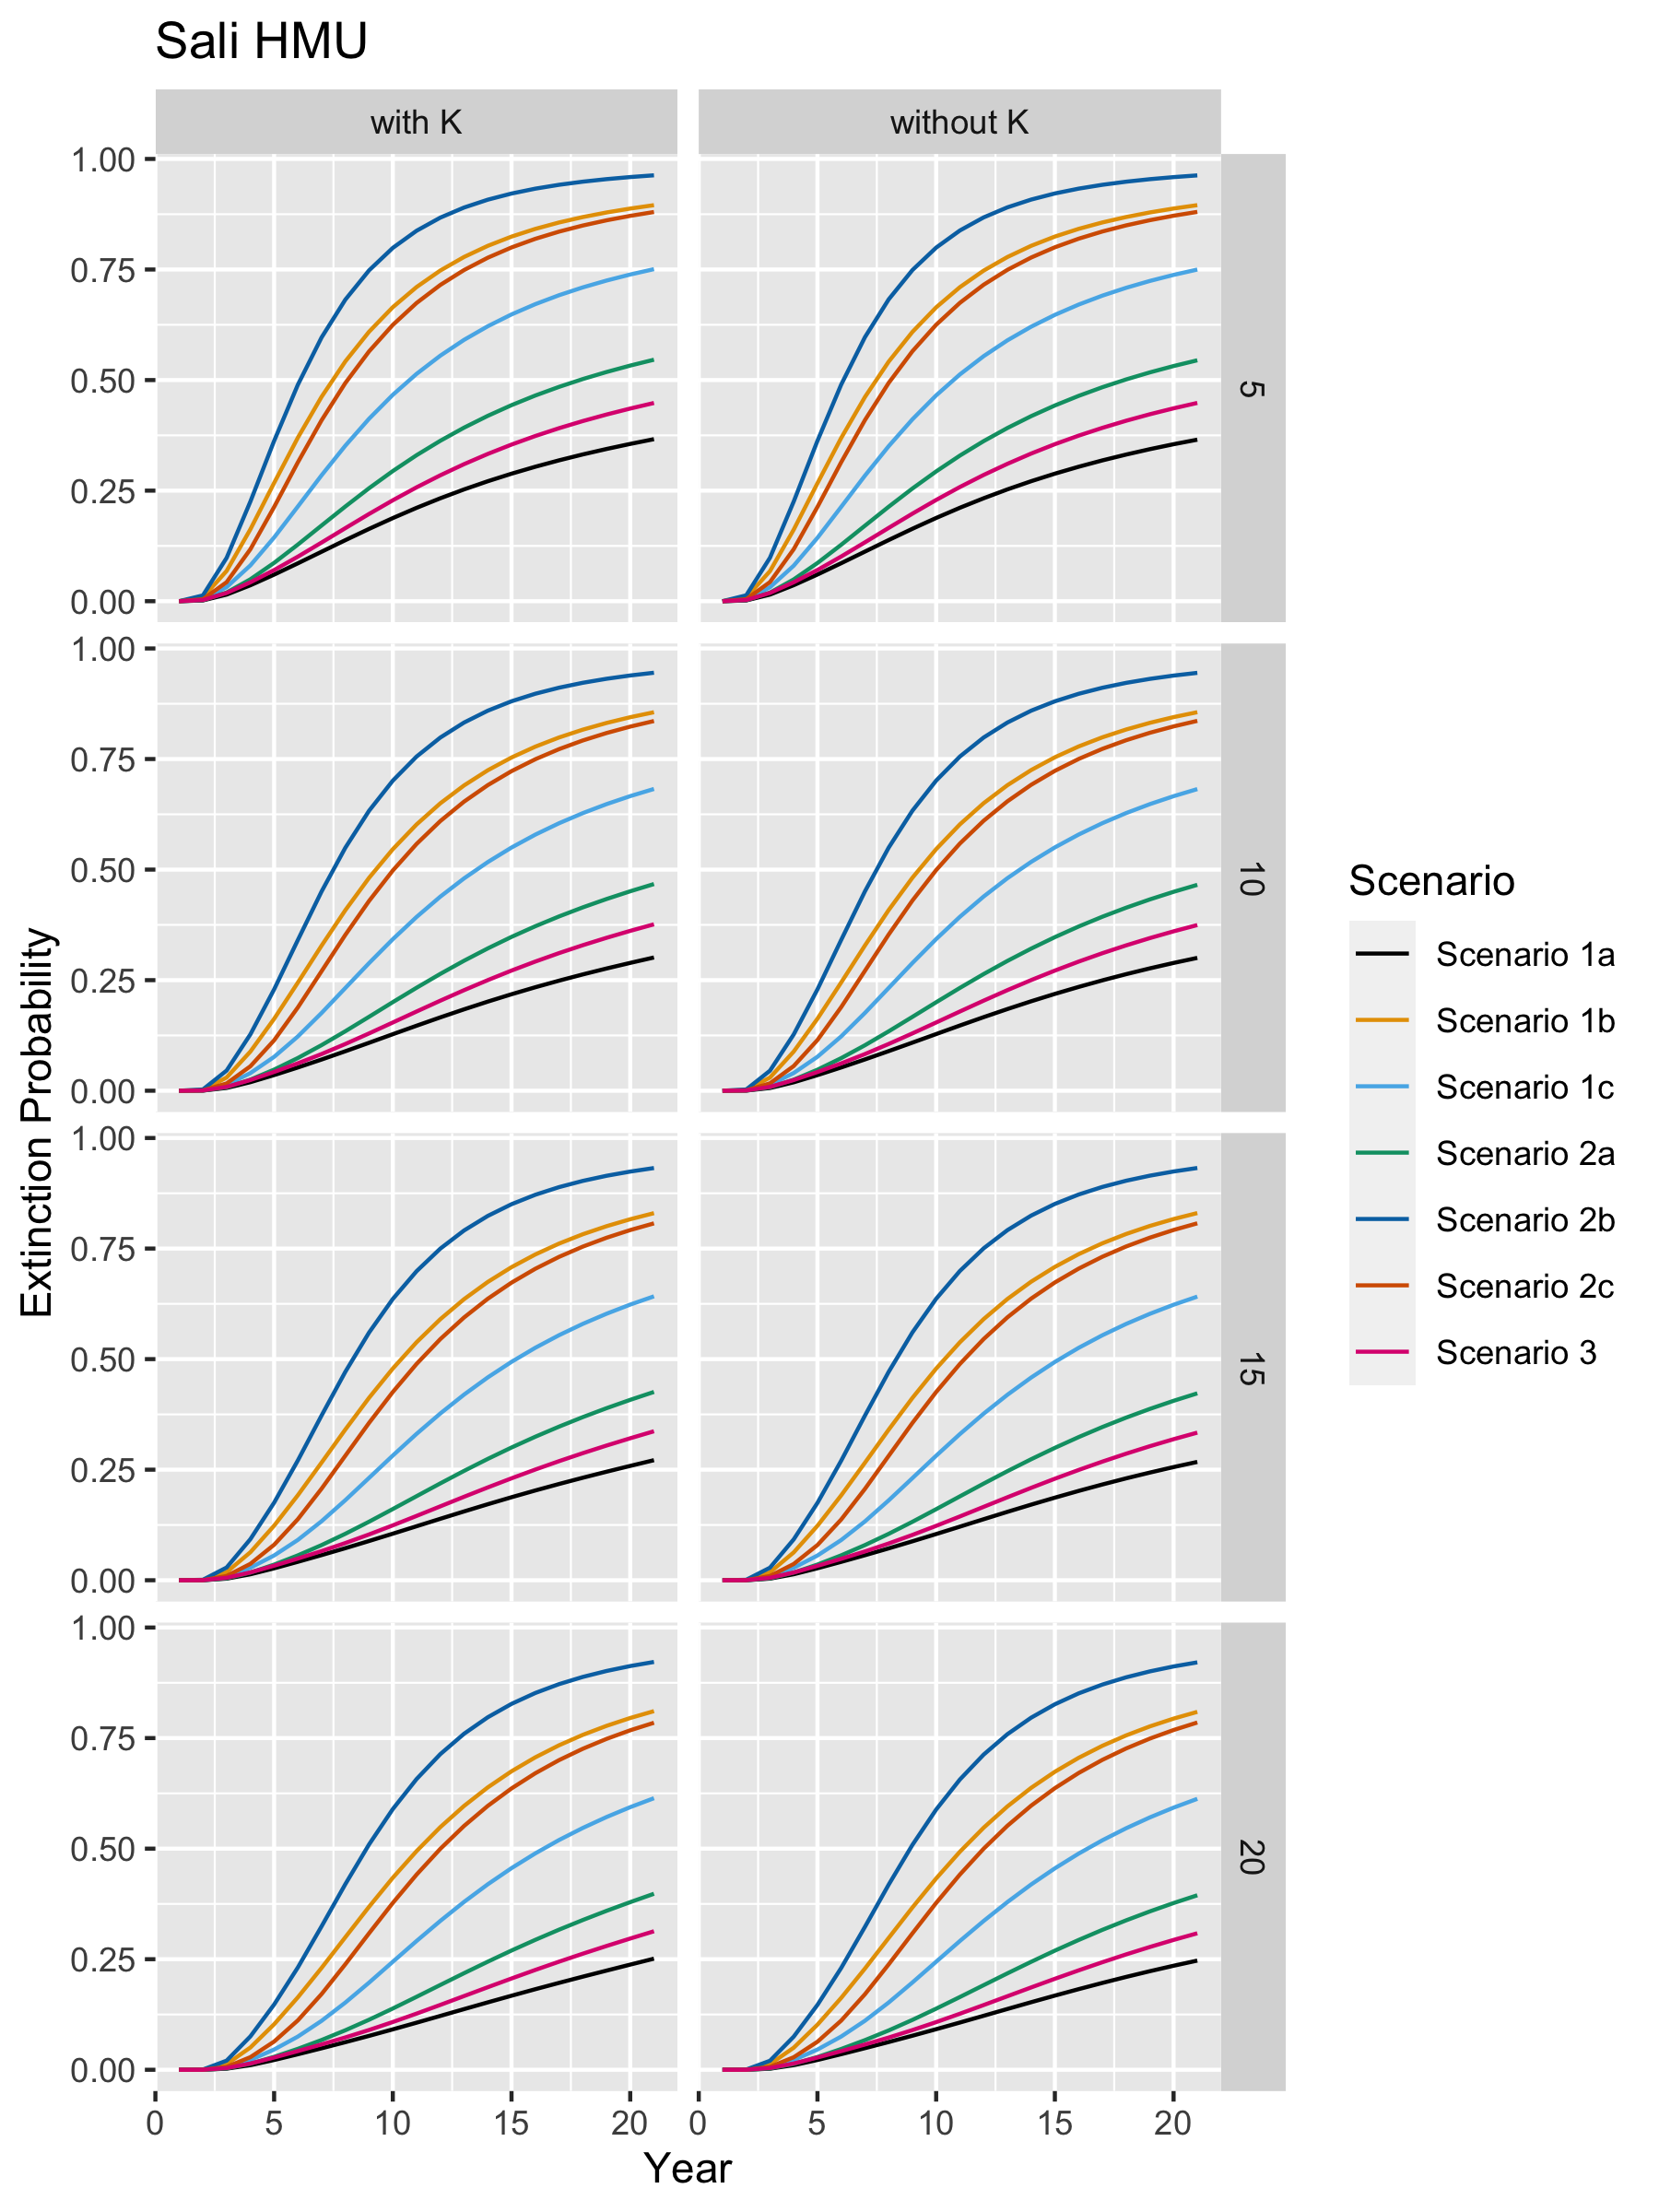 Sali HMU
with K
without K
1.00
0.75
0.50
0.25
0.00
5
1.00
0.75
0.50
0.25
0.00
10
1.00
0.75
0.50
0.25
0.00
15
1.00
0.75
0.50
0.25
0.00
20
0 5 10 15 20
0 5 10 15 20
Year
Extinction Probability
Scenario
Scenario 1a
Scenario 1b
Scenario 1c
Scenario 2a
Scenario 2b
Scenario 2c
Scenario 3